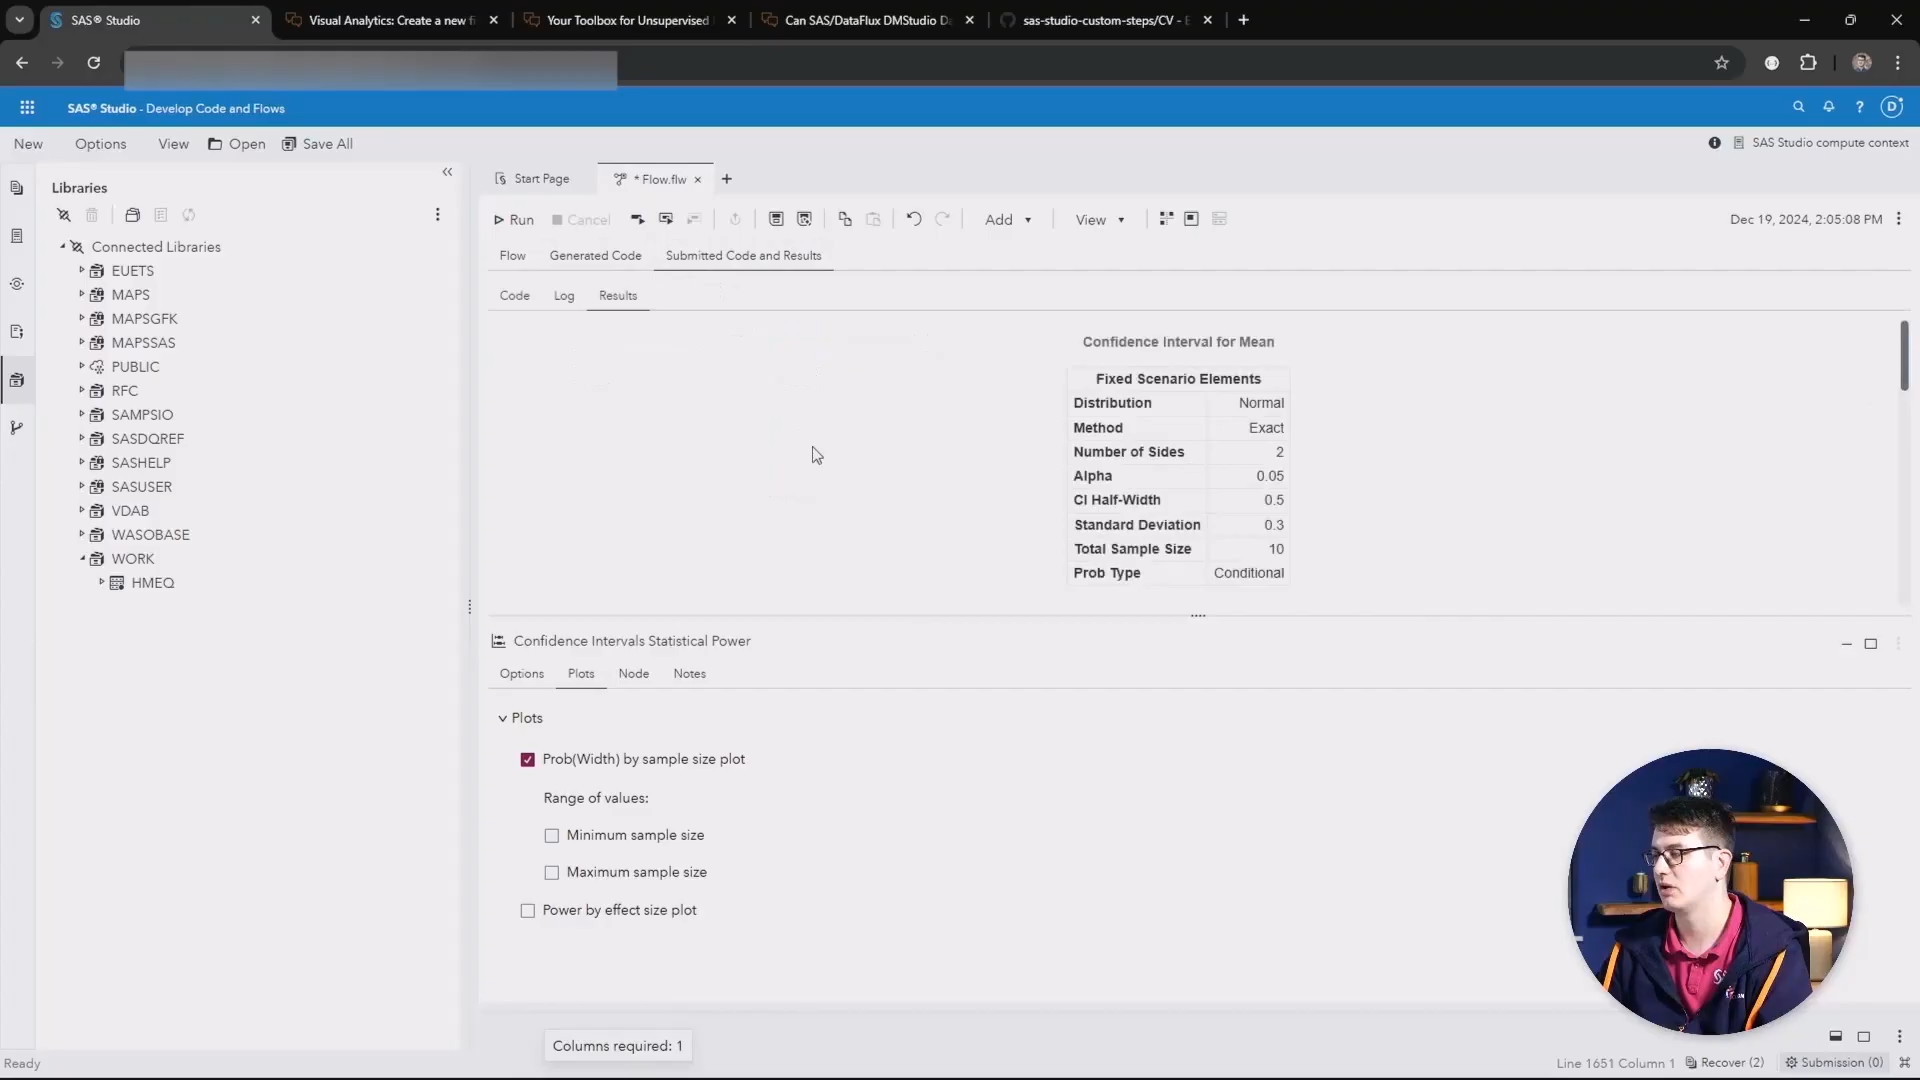 SAS® Studio
Visual Analytics: Create a new fi
Your Toolbox for Unsupervised
Can SAS/DataFlux DMStudio D
sas-studio-custom-steps/CV - E
SAS® Studio - Develop Code and Flows
New
Options
View
Open
Save All
SAS Studio compute context
Libraries
Start Page
* Flow.flw
Run
Cancel
Add
View
Dec 19, 2024, 2:05:08 PM
Connected Libraries
EUETS
MAPS
MAPSGFK
MAPSSAS
PUBLIC
RFC
SAMPSIO
SASDQREF
SASHELP
SASUSER
VDAB
WASOBASE
WORK
HMEQ
Flow
Generated Code
Submitted Code and Results
Code
Log
Results
Confidence Interval for Mean
Fixed Scenario Elements
Distribution Normal
Method Exact
Number of Sides 2
Alpha 0.05
CI Half-Width 0.5
Standard Deviation 0.3
Total Sample Size 10
Prob Type Conditional
Confidence Intervals Statistical Power
Options
Plots
Node
Notes
Plots
Prob(Width) by sample size plot
Range of values:
Minimum sample size
Maximum sample size
Power by effect size plot
Columns required: 1
Ready
Line 1651 Column 1
Recover (2)
Submission (0)